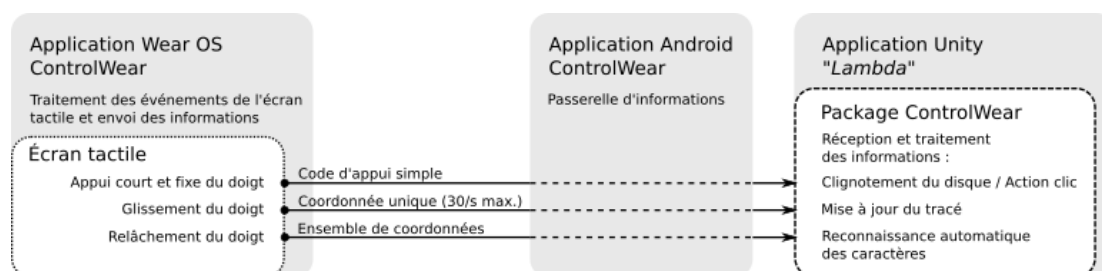 Application Wear OS
ControlWear
Traitement des événements de l'écran
tactile et envoi des informations
Écran tactile
Appui court et fixe du doigt
Glissement du doigt
Relâchement du doigt
Code d'appui simple
Coordonnée unique (30/s max.)
Ensemble de coordonnées
Application Android
ControlWear
Passerelle d'informations
Application Unity
"Lambda"
Package ControlWear
Réception et traitement
des informations :
Clignotement du disque / Action clic
Mise à jour du tracé
Reconnaissance automatique
des caractères